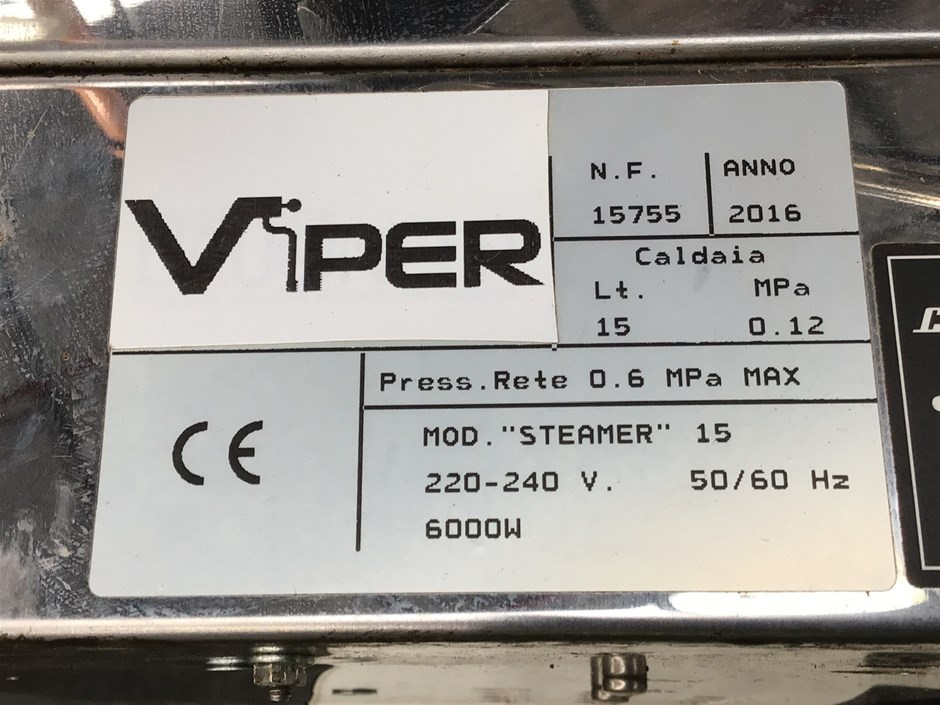 VIPER
N.F. ANNO
15755 2016
Caldaia
Lt. MPa
15 0.12
Press.Rete 0.6 MPa MAX
CE
MOD."STEAMER" 15
220-240 V. 50/60 Hz
6000W